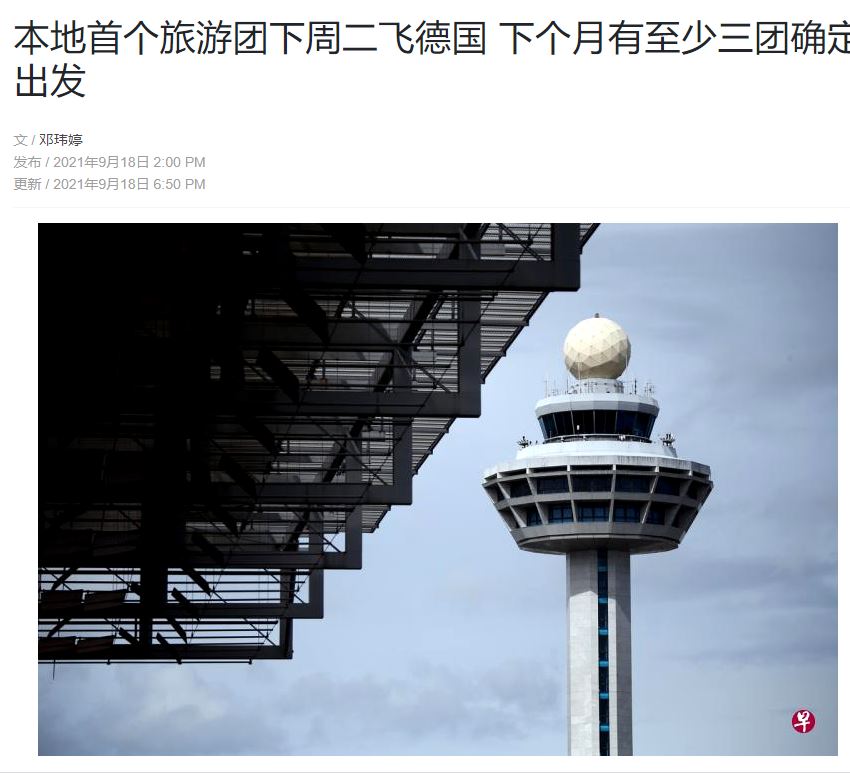 本地首个旅游团下周二飞德国 下个月有至少三团确定
出发
文 / 邓玮婷
发布 / 2021年9月18日 2:00 PM
更新 / 2021年9月18日 6:50 PM
早